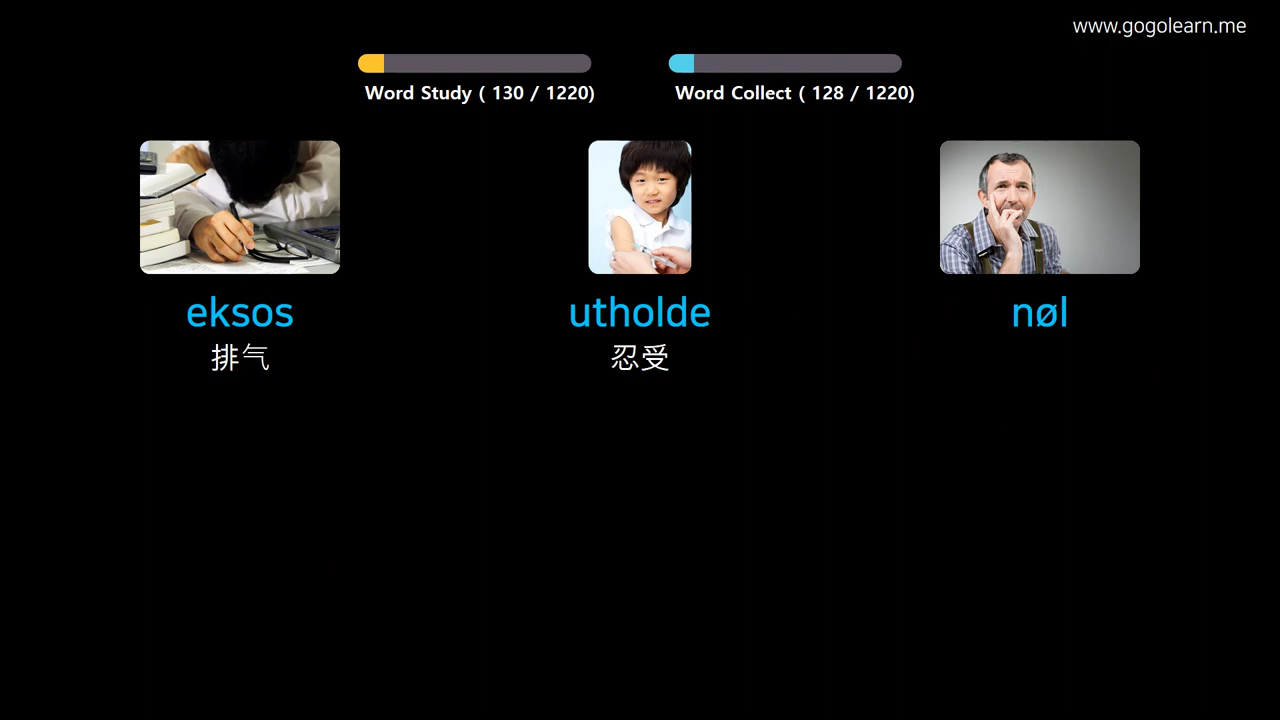 www.gogolearn.me
Word Study ( 130 / 1220)
Word Collect ( 128 / 1220)
eksos
utholde
nøl
排气
忍受